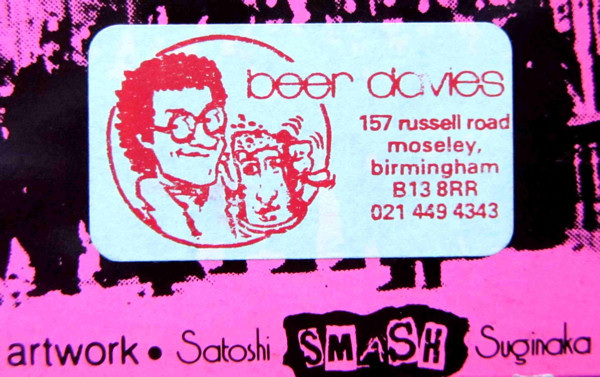 beer davies
157 russell road
moseley,
birmingham
B13 8RR
021 449 4343
artwork • Satoshi SMASH Suginaka